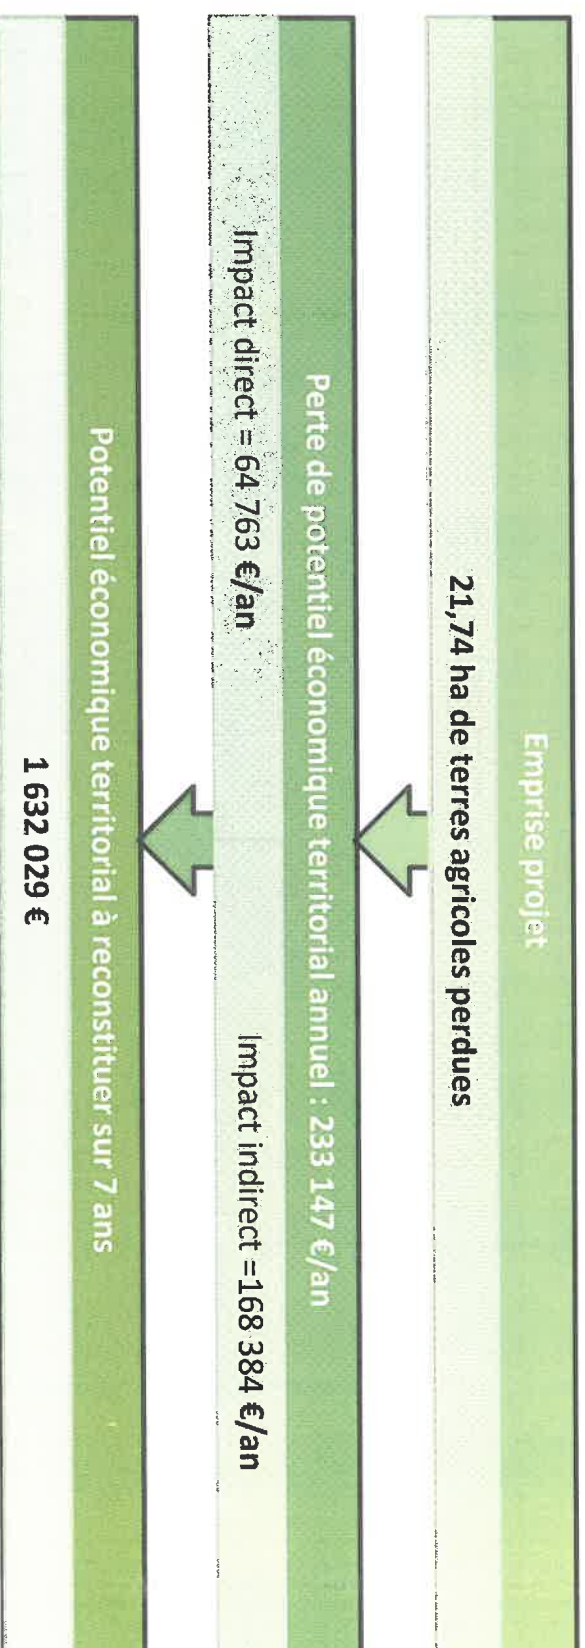 Emprise projet
21,74 ha de terres agricoles perdues
Perte de potentiel économique territorial annuel : 233 147 €/an
Impact direct = 64 763 €/an
Impact indirect =168 384 €/an
Potentiel économique territorial à reconstituer sur 7 ans
1 632 029 €